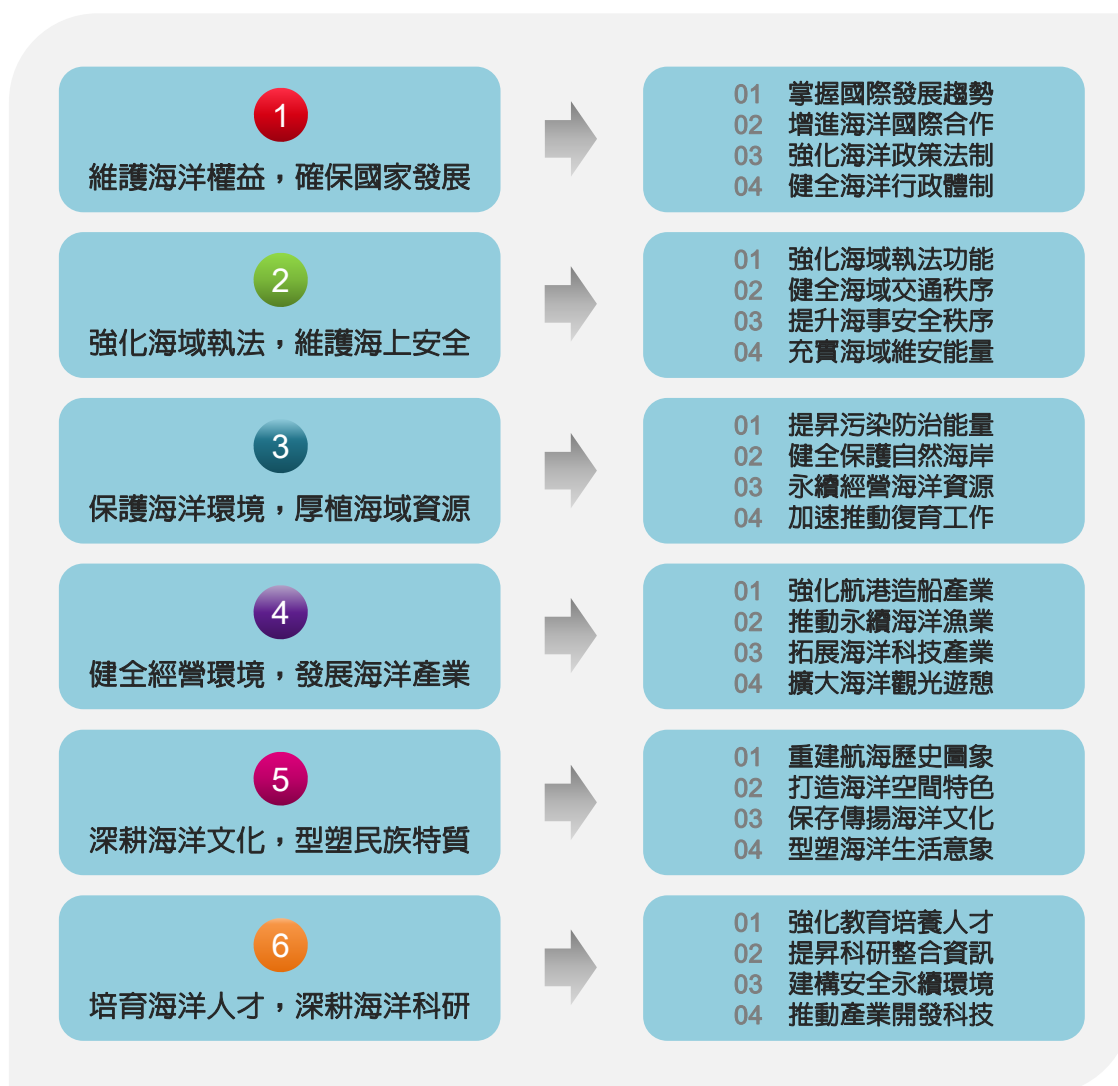 1
維護海洋權益，確保國家發展
01 掌握國際發展趨勢
02 增進海洋國際合作
03 強化海洋政策法制
04 健全海洋行政體制
2
強化海域執法，維護海上安全
01 強化海域執法功能
02 健全海域交通秩序
03 提升海事安全秩序
04 充實海域維安能量
3
保護海洋環境，厚植海域資源
01 提昇污染防治能量
02 健全保護自然海岸
03 永續經營海洋資源
04 加速推動復育工作
4
健全經營環境，發展海洋產業
01 強化航港造船產業
02 推動永續海洋漁業
03 拓展海洋科技產業
04 擴大海洋觀光遊憩
5
深耕海洋文化，型塑民族特質
01 重建航海歷史圖象
02 打造海洋空間特色
03 保存傳揚海洋文化
04 型塑海洋生活意象
6
培育海洋人才，深耕海洋科研
01 強化教育培養人才
02 提昇科研整合資訊
03 建構安全永續環境
04 推動產業開發科技